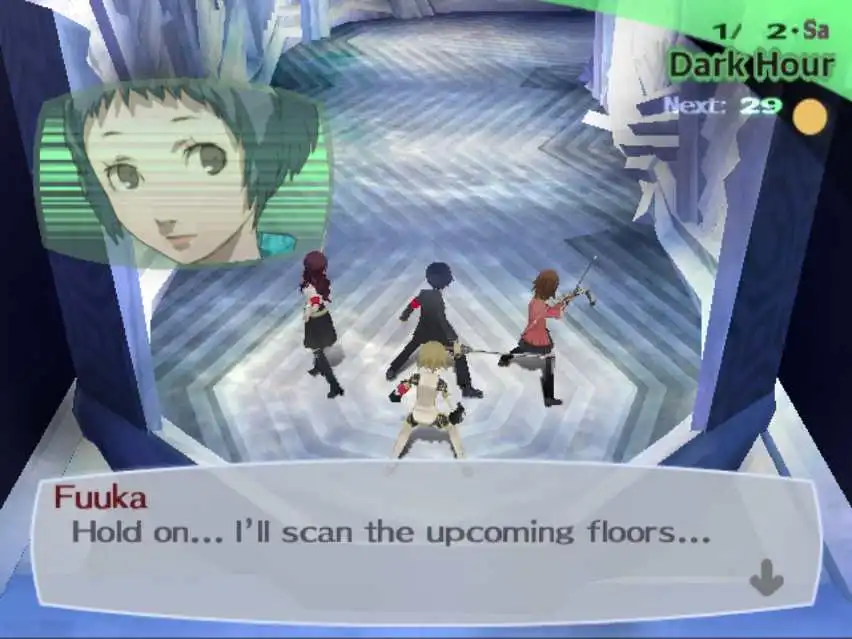 1/ 2·Sa
Dark Hour
Next: 29
Fuuka
Hold on... I'll scan the upcoming floors...